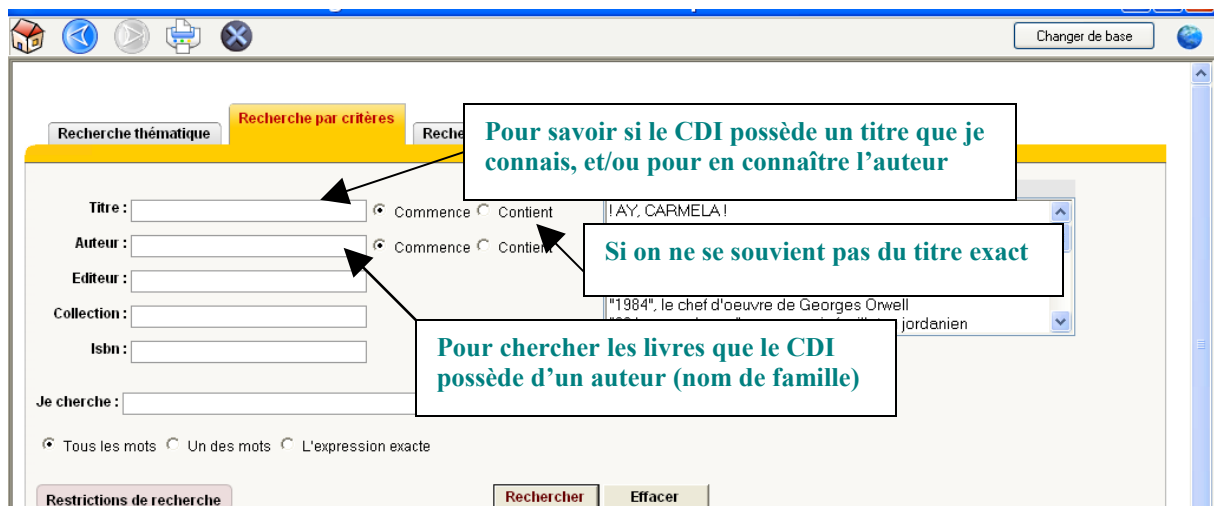 Changer de base
Recherche thématique
Recherche par critères
Pour savoir si le CDI possède un titre que je
connais, et/ou pour en connaître l’auteur
Titre :
Commence
Contient
! AY, CARMELA !
Auteur :
Commence
Si on ne se souvient pas du titre exact
Editeur :
"1984", le chef d'oeuvre de Georges Orwell
jordanien
Collection :
Isbn :
Pour chercher les livres que le CDI
possède d’un auteur (nom de famille)
Je cherche :
Tous les mots
Un des mots
L'expression exacte
Restrictions de recherche
Rechercher
Effacer